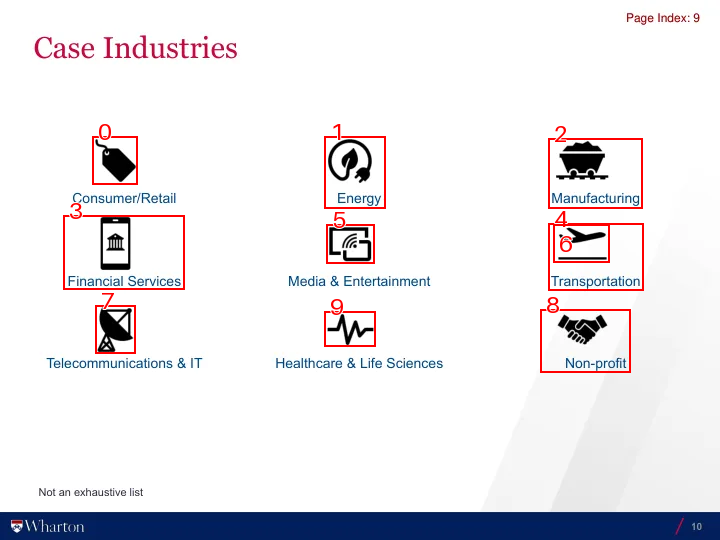 Page Index: 9
Case Industries
0
1
2
Consumer/Retail
Energy
Manufacturing
3
5
4
6
Financial Services
Media & Entertainment
Transportation
7
9
8
Telecommunications & IT
Healthcare & Life Sciences
Non-profit
Not an exhaustive list
Wharton
10